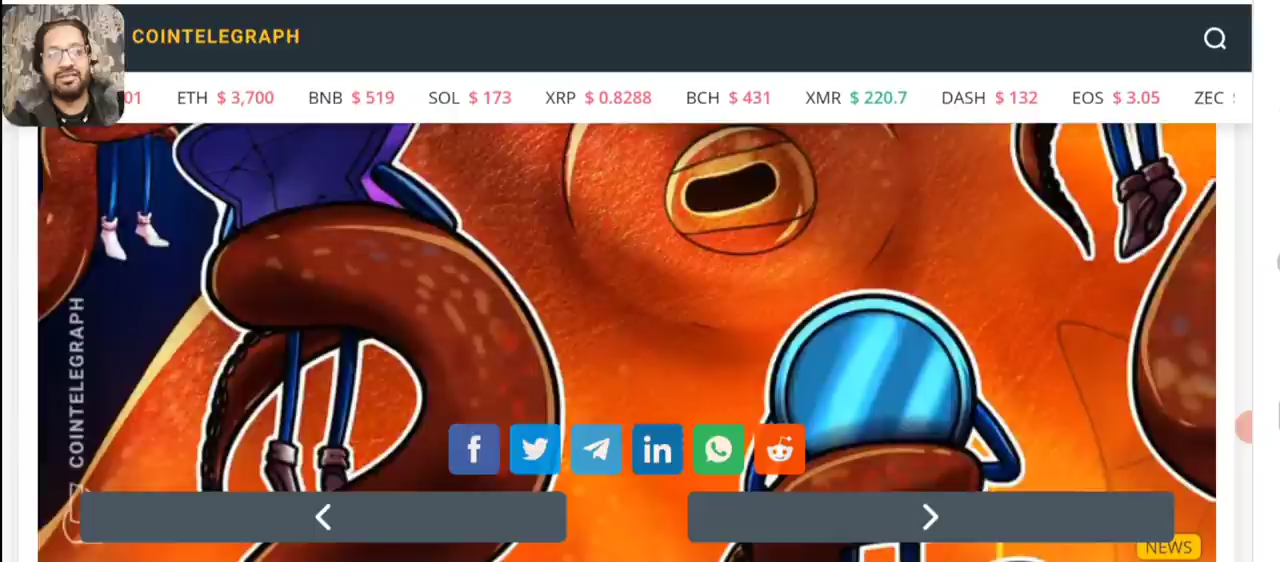 COINTELEGRAPH
01 ETH $ 3,700 BNB $ 519 SOL $ 173 XRP $ 0.8288 BCH $ 431 XMR $ 220.7 DASH $ 132 EOS $ 3.05 ZEC
COINTELEGRAPH
NEWS